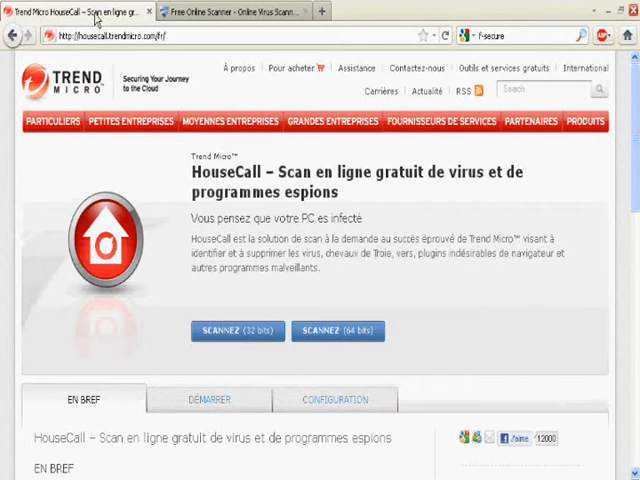 Trend Micro HouseCall – Scan en ligne gr...
Free Online Scanner - Online Virus Scann...
http://housecall.trendmicro.com/fr/
f-secure
ABP
TREND MICRO
Securing Your Journey
to the Cloud
À propos
Pour acheter
Assistance
Contactez-nous
Outils et services gratuits
International
Carrières
Actualité
RSS
Search
PARTICULIERS
PETITES ENTREPRISES
MOYENNES ENTREPRISES
GRANDES ENTREPRISES
FOURNISSEURS DE SERVICES
PARTENAIRES
PRODUITS
Trend Micro™
HouseCall – Scan en ligne gratuit de virus et de
programmes espions
Vous pensez que votre PC es infecté
HouseCall est la solution de scan à la demande au succès éprouvé de Trend Micro™ visant à
identifier et à supprimer les virus, chevaux de Troie, vers, plugins indésirables de navigateur et
autres programmes malveillants.
SCANNEZ (32 bits)
SCANNEZ (64 bits)
EN BREF
DÉMARRER
CONFIGURATION
HouseCall – Scan en ligne gratuit de virus et de programmes espions
J'aime
12000
EN BREF